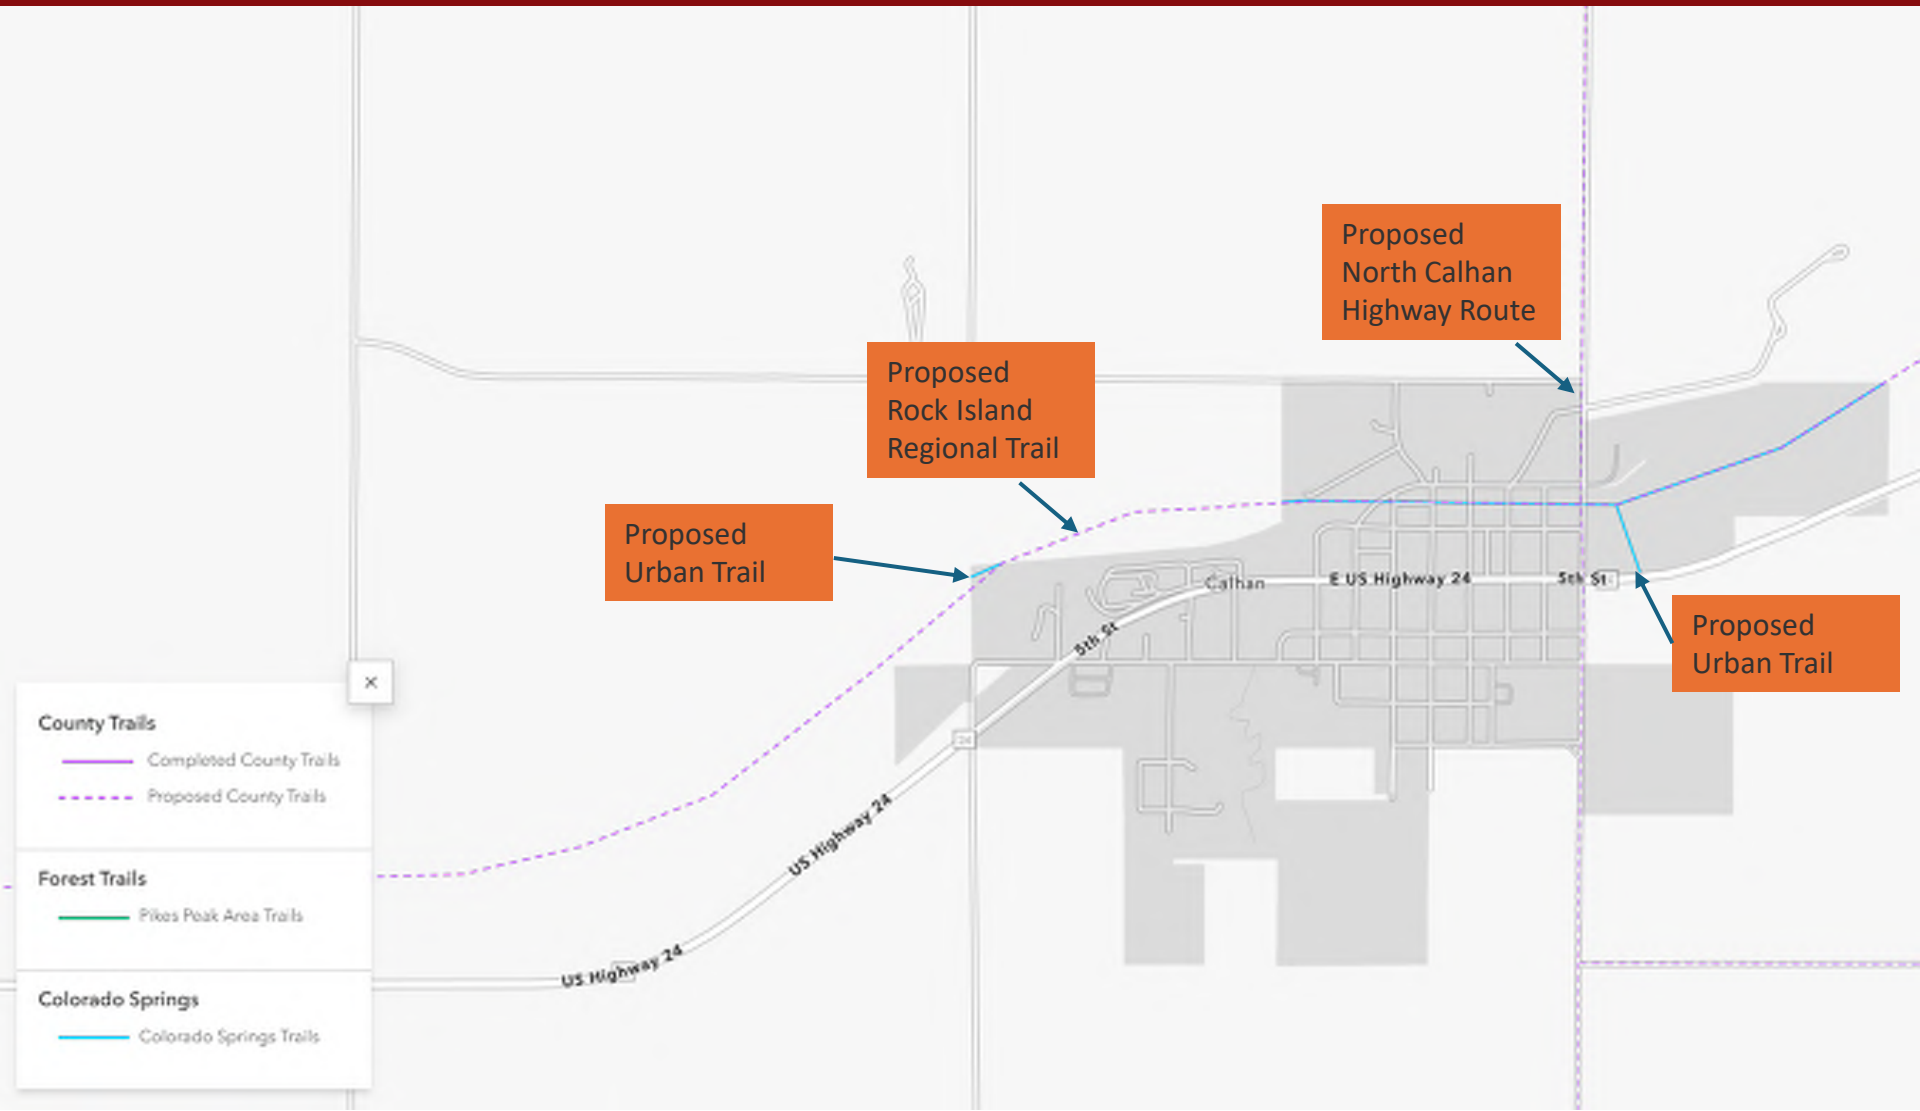 Proposed
North Calhan
Highway Route
Proposed
Rock Island
Regional Trail
Proposed
Urban Trail
Calhan
E US Highway 24
5th St
5th St
Proposed
Urban Trail
24
US Highway 24
US Highway 24
×
County Trails
Completed County Trails
Proposed County Trails
Forest Trails
Pikes Peak Area Trails
Colorado Springs
Colorado Springs Trails